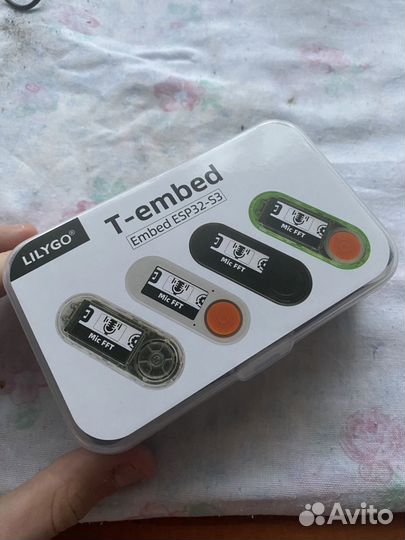 LILYGO®
T-embed
Embed ESP32-S3
Mic FFT
Mic FFT
Mic FFT
Mic FFT
Avito